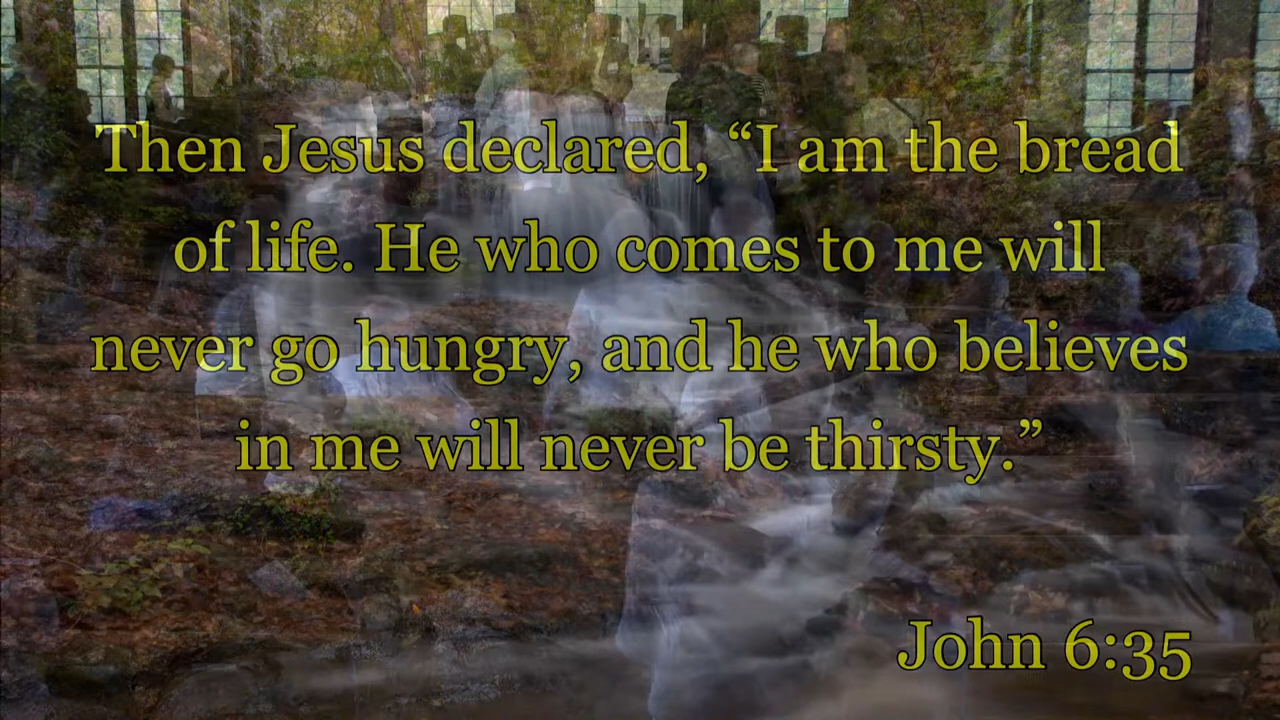 Then Jesus declared, “I am the bread
of life. He who comes to me will
never go hungry, and he who believes
in me will never be thirsty.”
John 6:35